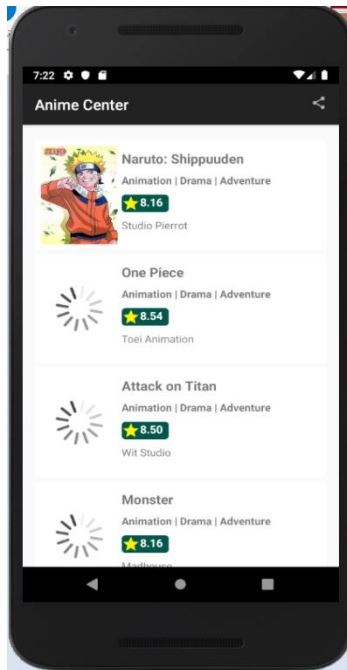 7:22
Anime Center
Naruto: Shippuuden
Animation | Drama | Adventure
8.16
Studio Pierrot
One Piece
Animation | Drama | Adventure
8.54
Toei Animation
Attack on Titan
Animation | Drama | Adventure
8.50
Wit Studio
Monster
Animation | Drama | Adventure
8.16
Madhouse